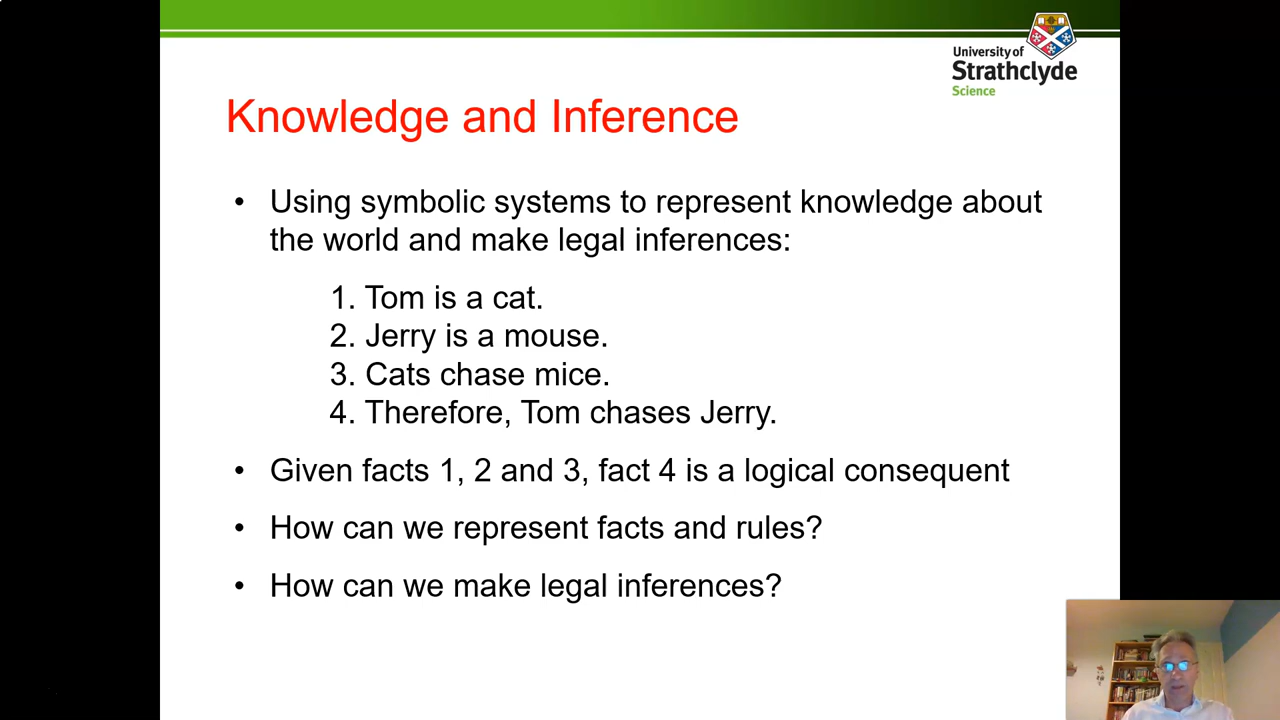 University of
Strathclyde
Science
Knowledge and Inference
• Using symbolic systems to represent knowledge about
the world and make legal inferences:
1. Tom is a cat.
2. Jerry is a mouse.
3. Cats chase mice.
4. Therefore, Tom chases Jerry.
• Given facts 1, 2 and 3, fact 4 is a logical consequent
• How can we represent facts and rules?
• How can we make legal inferences?